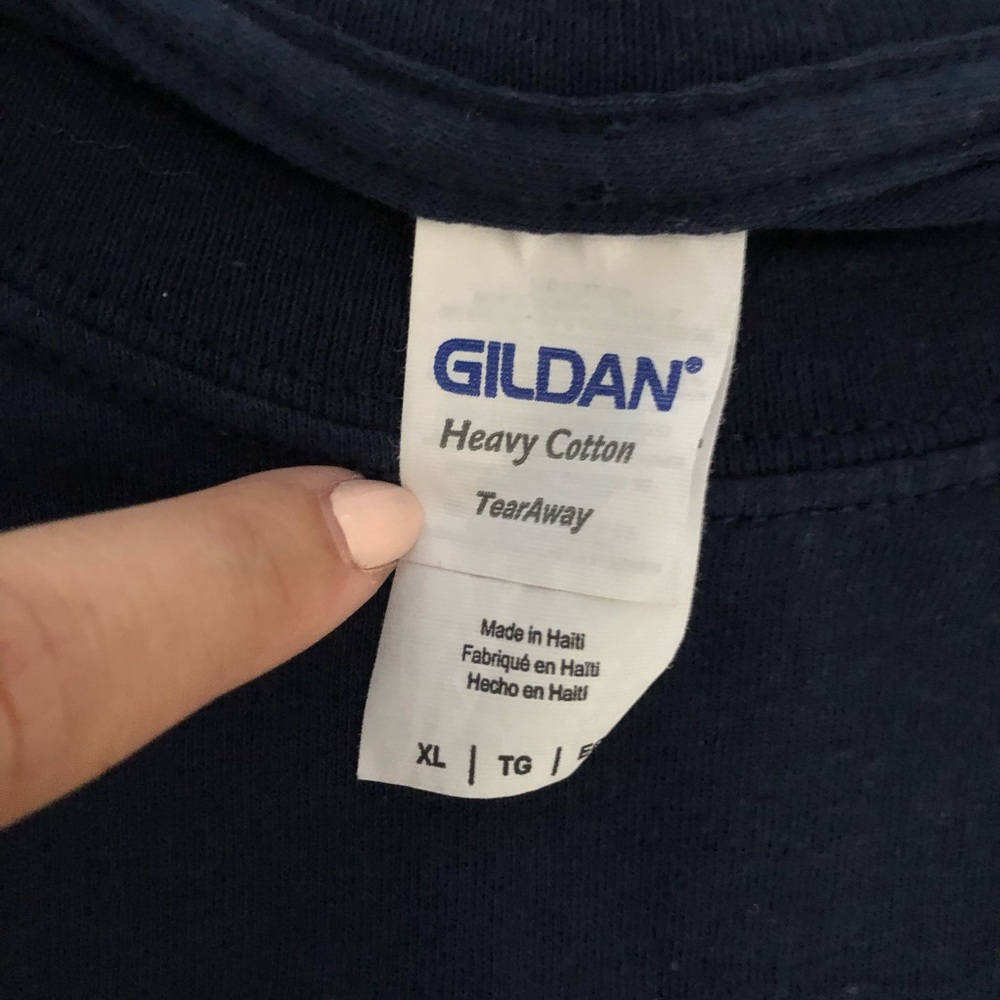 GILDAN®
Heavy Cotton
TearAway
Made in Haiti
Fabriqué en Haïti
Hecho en Haití
XL | TG |